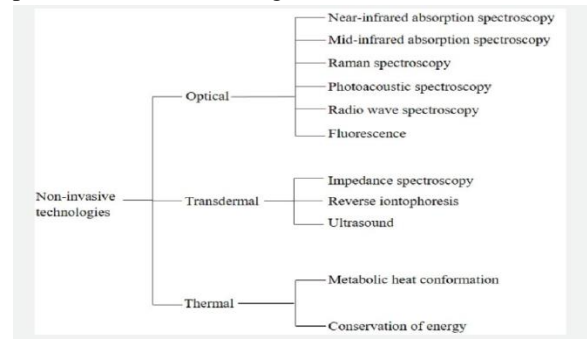 Near-infrared absorption spectroscopy
Mid-infrared absorption spectroscopy
Raman spectroscopy
Photoacoustic spectroscopy
Radio wave spectroscopy
Fluorescence
Optical
Impedance spectroscopy
Reverse iontophoresis
Ultrasound
Transdermal
Non-invasive
technologies
Metabolic heat conformation
Conservation of energy
Thermal